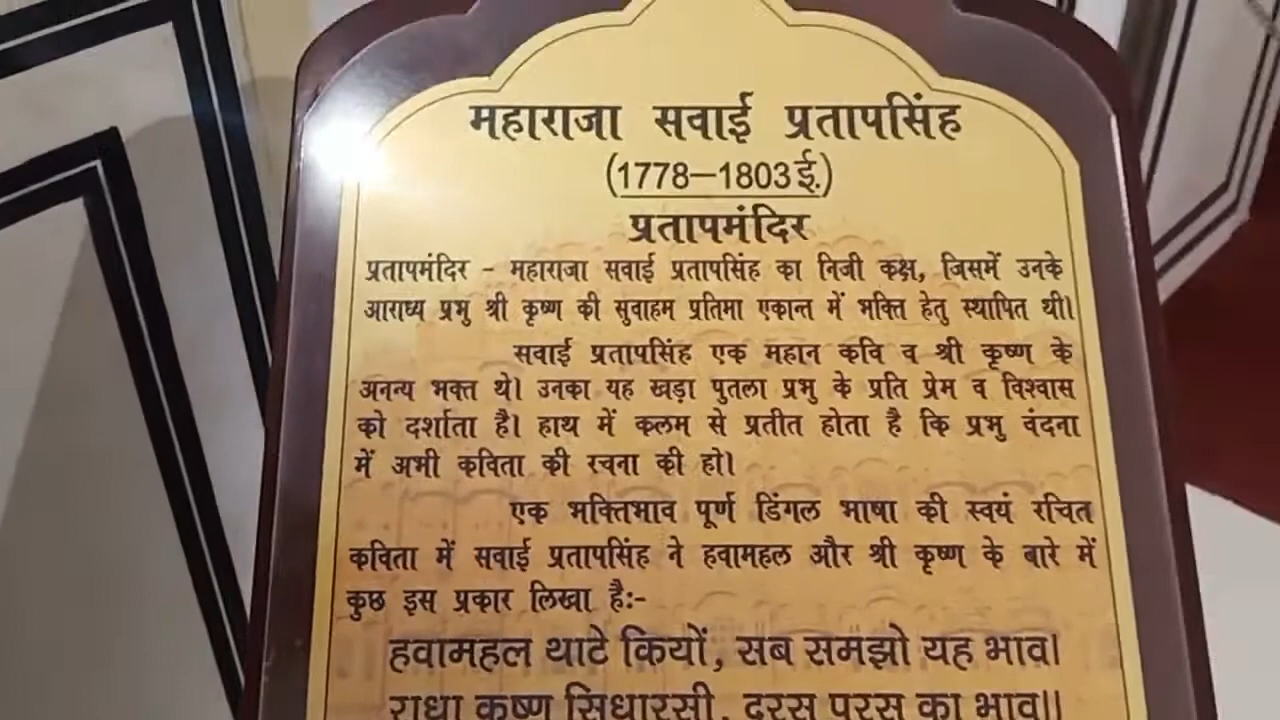 महाराजा सवाई प्रतापसिंह
(1778–1803ई.)
प्रतापमंदिर
प्रतापमंदिर - महाराजा सवाई प्रतापसिंह का निजी कक्ष, जिसमें उनके
आराध्य प्रभु श्री कृष्ण की सुवाहम प्रतिमा एकान्त में भक्ति हेतु स्थापित थी।
सवाई प्रतापसिंह एक महान कवि व श्री कृष्ण के
अनन्य भक्त थे। उनका यह खड़ा पुतला प्रभु के प्रति प्रेम व विश्वास
को दर्शाता है। हाथ में कलम से प्रतीत होता है कि प्रभु वंदना
में अभी कविता की रचना की हो।
एक भक्तिभाव पूर्ण डिंगल भाषा की स्वयं रचित
कविता में सवाई प्रतापसिंह ने हवामहल और श्री कृष्ण के बारे में
कुछ इस प्रकार लिखा है:-
हवामहल थाटे कियों, सब समझो यह भाव।
राधा कृष्ण सिधारसी, दरस परस का भाव।।